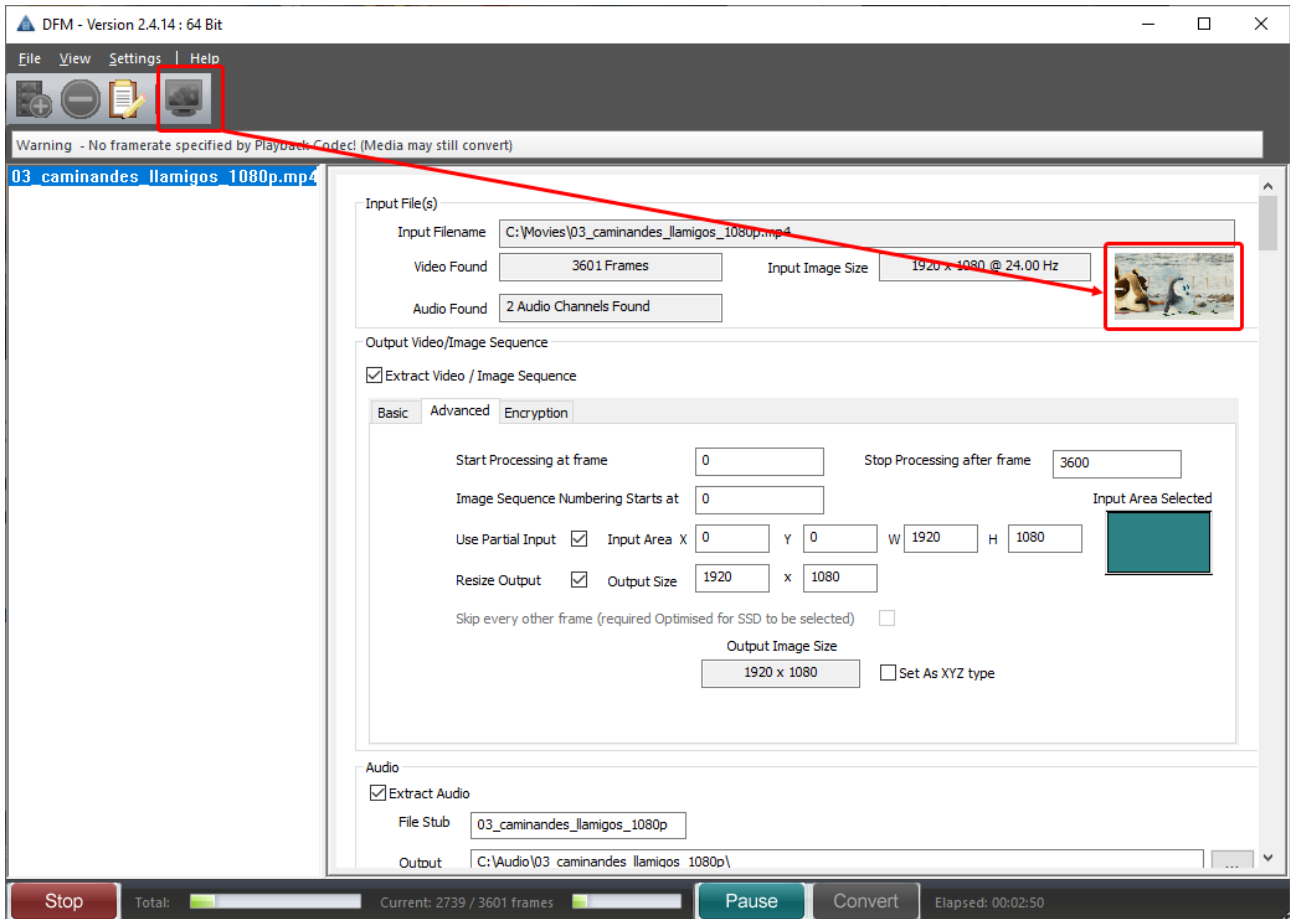 DFM - Version 2.4.14 : 64 Bit
File View Settings | Help
Warning - No framerate specified by Playback Codec! (Media may still convert)
03_caminandes_llamigos_1080p.mp4
Input File(s)
Input Filename C:\Movies\03_caminandes_llamigos_1080p.mp4
Video Found 3601 Frames Input Image Size 1920 x 1080 @ 24.00 Hz
Audio Found 2 Audio Channels Found
Output Video/Image Sequence
Extract Video / Image Sequence
Basic Advanced Encryption
Start Processing at frame 0 Stop Processing after frame 3600
Image Sequence Numbering Starts at 0 Input Area Selected
Use Partial Input Input Area X 0 Y 0 W 1920 H 1080
Resize Output Output Size 1920 x 1080
Skip every other frame (required Optimised for SSD to be selected)
Output Image Size
1920 x 1080 Set As XYZ type
Audio
Extract Audio
File Stub 03_caminandes_llamigos_1080p
Output C:\Audio\03_caminandes_llamigos_1080p\ ...
Stop Total: Current: 2739 / 3601 frames Pause Convert Elapsed: 00:02:50